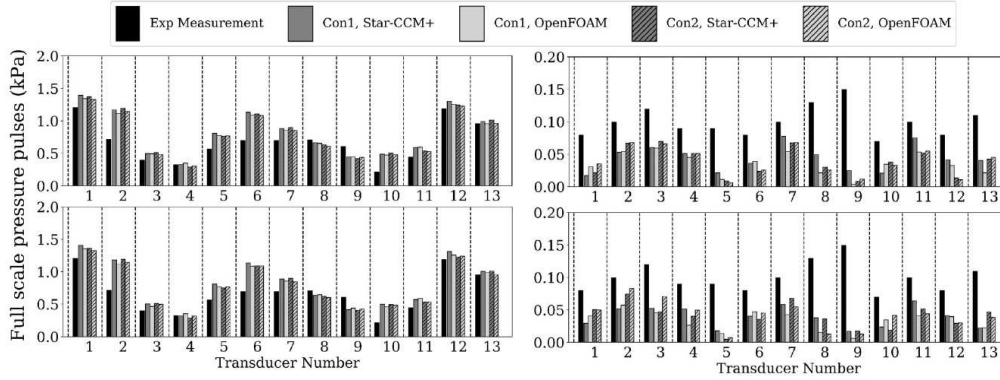 Exp Measurement Con1, Star-CCM+ Con1, OpenFOAM Con2, Star-CCM+ Con2, OpenFOAM
Full scale pressure pulses (kPa)
2.0
1.5
1.0
0.5
0.0
1 2 3 4 5 6 7 8 9 10 11 12 13
0.20
0.15
0.10
0.05
0.00
1 2 3 4 5 6 7 8 9 10 11 12 13
2.0
1.5
1.0
0.5
0.0
1 2 3 4 5 6 7 8 9 10 11 12 13
Transducer Number
0.20
0.15
0.10
0.05
0.00
1 2 3 4 5 6 7 8 9 10 11 12 13
Transducer Number